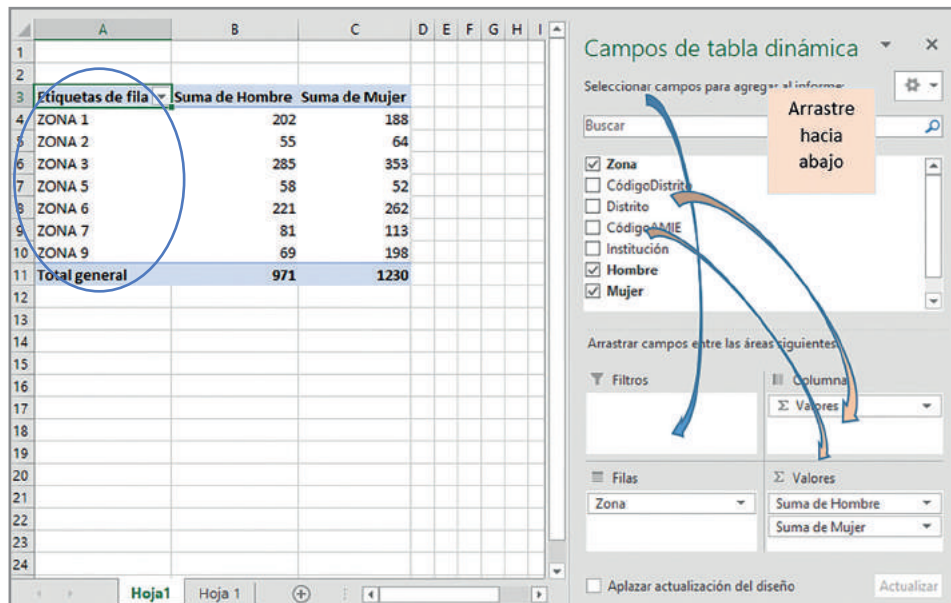 A B C D E F G H I
1
2
3 Etiquetas de fila Suma de Hombre Suma de Mujer
4 ZONA 1 202 188
5 ZONA 2 55 64
6 ZONA 3 285 353
7 ZONA 5 58 52
8 ZONA 6 221 262
9 ZONA 7 81 113
10 ZONA 9 69 198
11 Total general 971 1230
12
13
14
15
16
17
18
19
20
21
22
23
24
Hoja1 Hoja 1
Campos de tabla dinámica
Seleccionar campos para agregar al informe:
Buscar
Arrastre
hacia
abajo
Zona
CódigoDistrito
Distrito
CódigoAMIE
Institución
Hombre
Mujer
Arrastrar campos entre las áreas siguientes:
Filtros
Columnas
Σ Valores
Filas
Σ Valores
Zona
Suma de Hombre
Suma de Mujer
Aplazar actualización del diseño
Actualizar